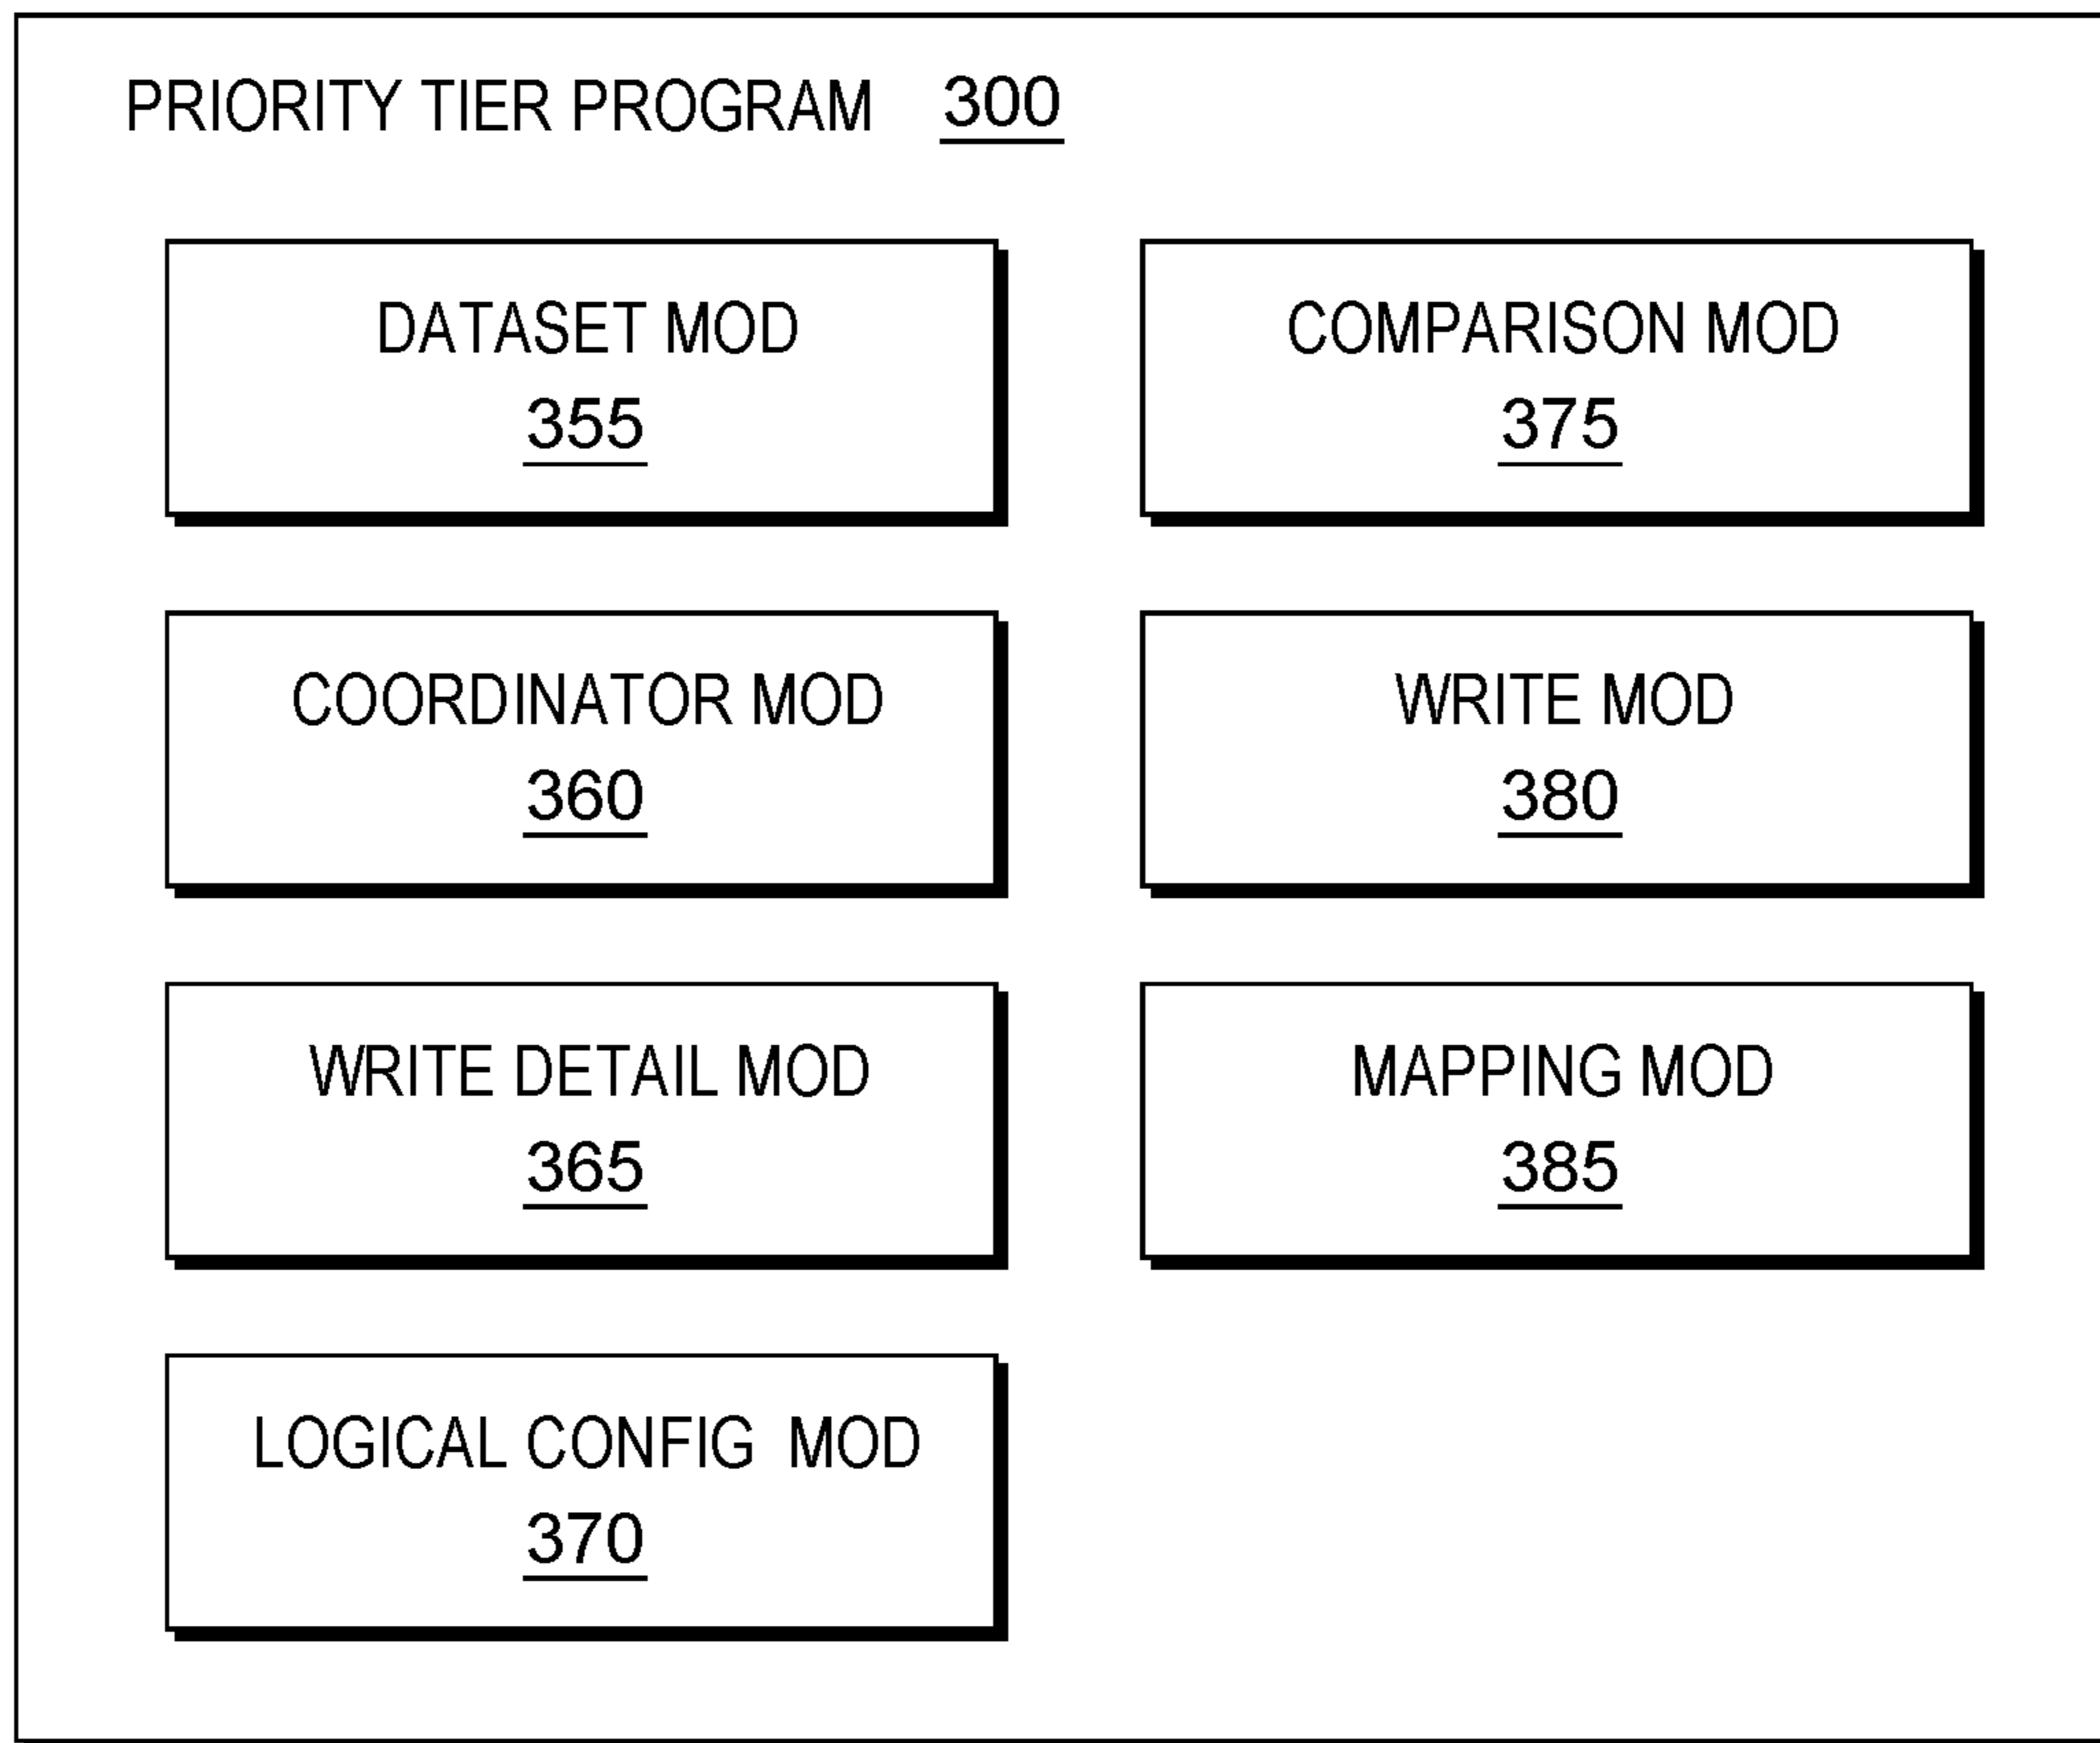 PRIORITY TIER PROGRAM 300
DATASET MOD
355
COORDINATOR MOD
360
WRITE DETAIL MOD
365
LOGICAL CONFIG MOD
370
COMPARISON MOD
375
WRITE MOD
380
MAPPING MOD
385